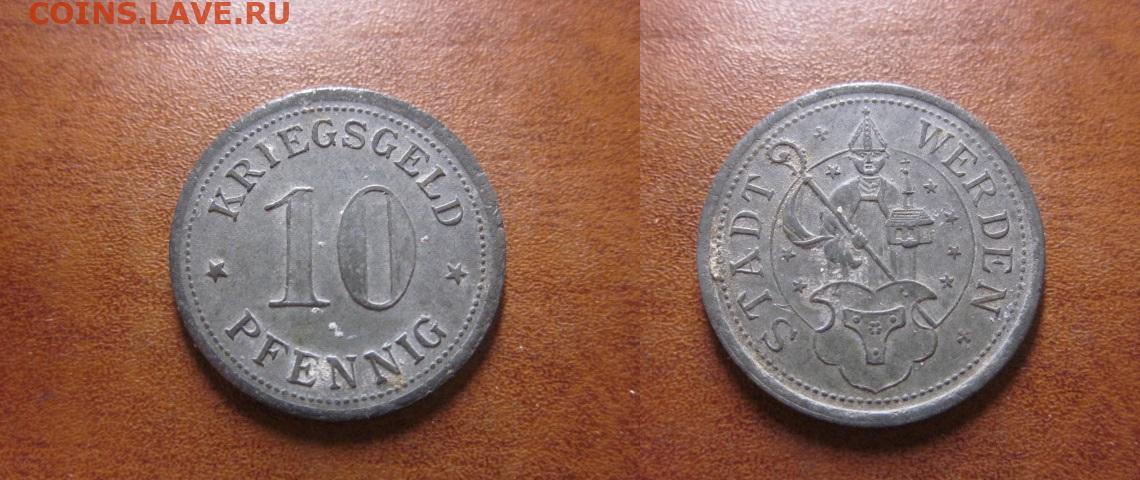 COINS.LAVE.RU
KRIEGSGELD
10
PFENNIG
STADT WERDEN